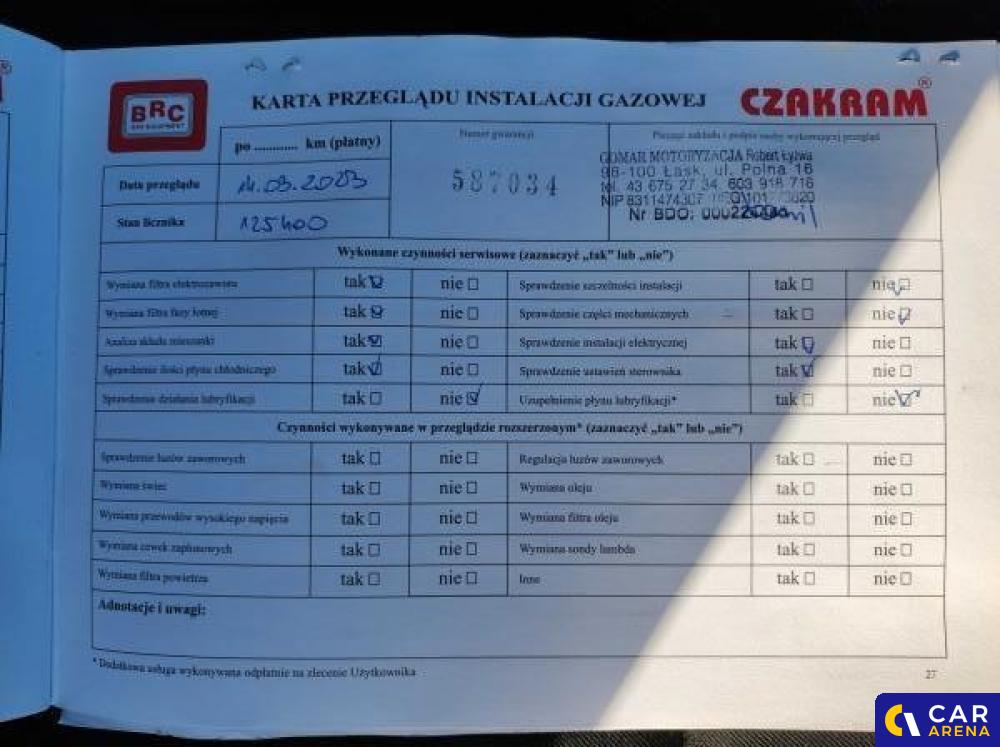 BRC
GAS EQUIPMENT
KARTA PRZEGLĄDU INSTALACJI GAZOWEJ
CZAKRAM®
po ............ km (płatny)
Numer gwarancji
Pieczęć zakładu i podpis osoby wykonującej przegląd
Data przeglądu 14.03.2023
587034
GOMAR MOTORYZACJA Robert Łyżwa
98-100 Łask, ul. Polna 16
tel. 43 675 27 34, 603 918 716
NIP 8311474307
Nr BDO:
Stan licznika 125400
Wykonane czynności serwisowe (zaznaczyć „tak” lub „nie”)
Wymiana filtra elektrozaworu tak ☑ nie ☐ Sprawdzenie szczelności instalacji tak ☐ nie ☑
Wymiana filtra fazy lotnej tak ☑ nie ☐ Sprawdzenie części mechanicznych tak ☐ nie ☑
Analiza składu mieszanki tak ☑ nie ☐ Sprawdzenie instalacji elektrycznej tak ☑ nie ☐
Sprawdzenie ilości płynu chłodniczego tak ☑ nie ☐ Sprawdzenie ustawień sterownika tak ☑ nie ☐
Sprawdzenie działania lubryfikacji tak ☐ nie ☑ Uzupełnienie płynu lubryfikacji* tak ☐ nie ☑
Czynności wykonywane w przeglądzie rozszerzonym* (zaznaczyć „tak” lub „nie”)
Sprawdzenie luzów zaworowych tak ☐ nie ☐ Regulacja luzów zaworowych tak ☐ nie ☐
Wymiana świec tak ☐ nie ☐ Wymiana oleju tak ☐ nie ☐
Wymiana przewodów wysokiego napięcia tak ☐ nie ☐ Wymiana filtra oleju tak ☐ nie ☐
Wymiana cewek zapłonowych tak ☐ nie ☐ Wymiana sondy lambda tak ☐ nie ☐
Wymiana filtra powietrza tak ☐ nie ☐ Inne tak ☐ nie ☐
Adnotacje i uwagi:
* Dodatkowa usługa wykonywana odpłatnie na zlecenie Użytkownika
27
CAR
ARENA